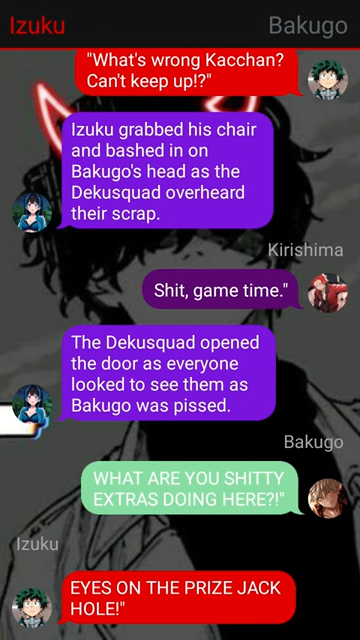 Izuku
Bakugo
"What's wrong Kacchan?
Can't keep up!?"
Izuku grabbed his chair
and bashed in on
Bakugo's head as the
Dekusquad overheard
their scrap.
Kirishima
Shit, game time."
The Dekusquad opened
the door as everyone
looked to see them as
Bakugo was pissed.
Bakugo
WHAT ARE YOU SHITTY
EXTRAS DOING HERE?!"
Izuku
EYES ON THE PRIZE JACK
HOLE!"